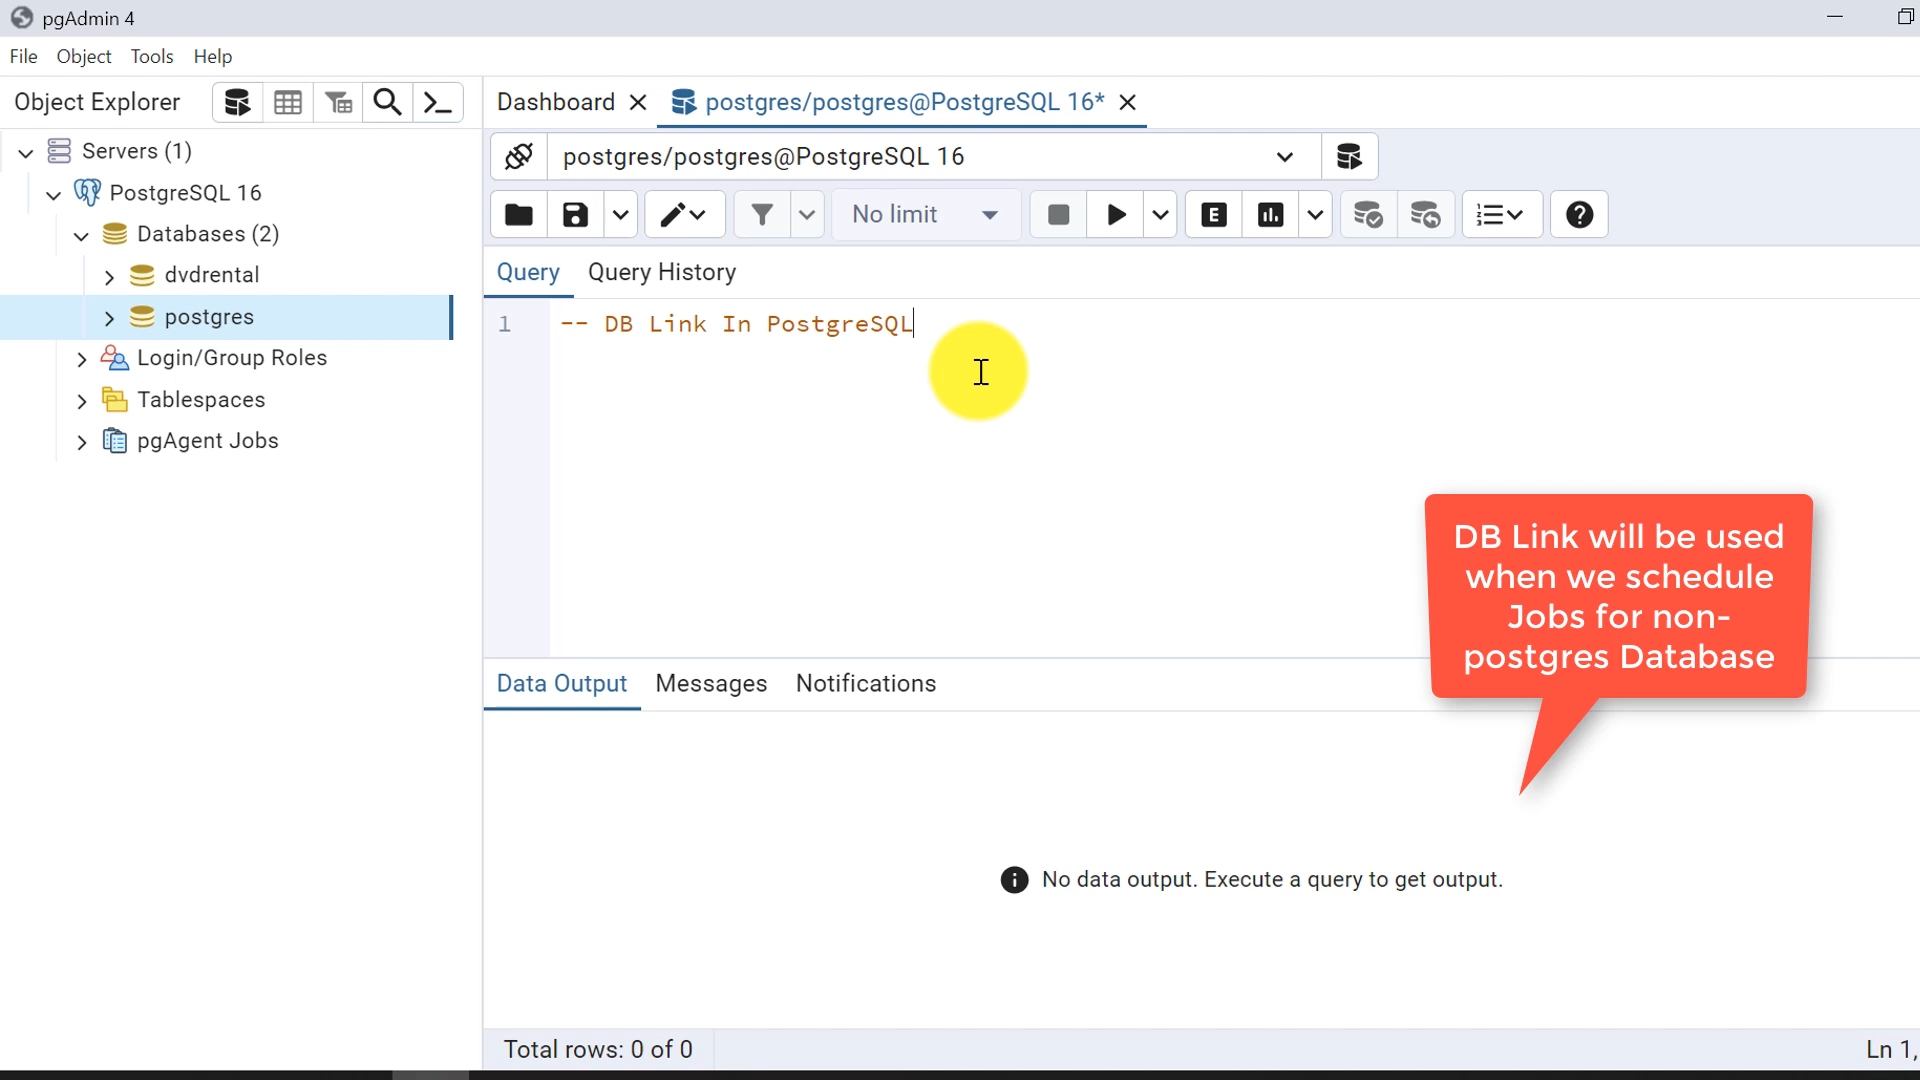 pgAdmin 4
File Object Tools Help
Object Explorer
Dashboard
postgres/postgres@PostgreSQL 16*
Servers (1)
PostgreSQL 16
Databases (2)
dvdrental
postgres
Login/Group Roles
Tablespaces
pgAgent Jobs
postgres/postgres@PostgreSQL 16
No limit
E
Query Query History
1 -- DB Link In PostgreSQL
DB Link will be used
when we schedule
Jobs for non-
postgres Database
Data Output Messages Notifications
No data output. Execute a query to get output.
Total rows: 0 of 0
Ln 1,